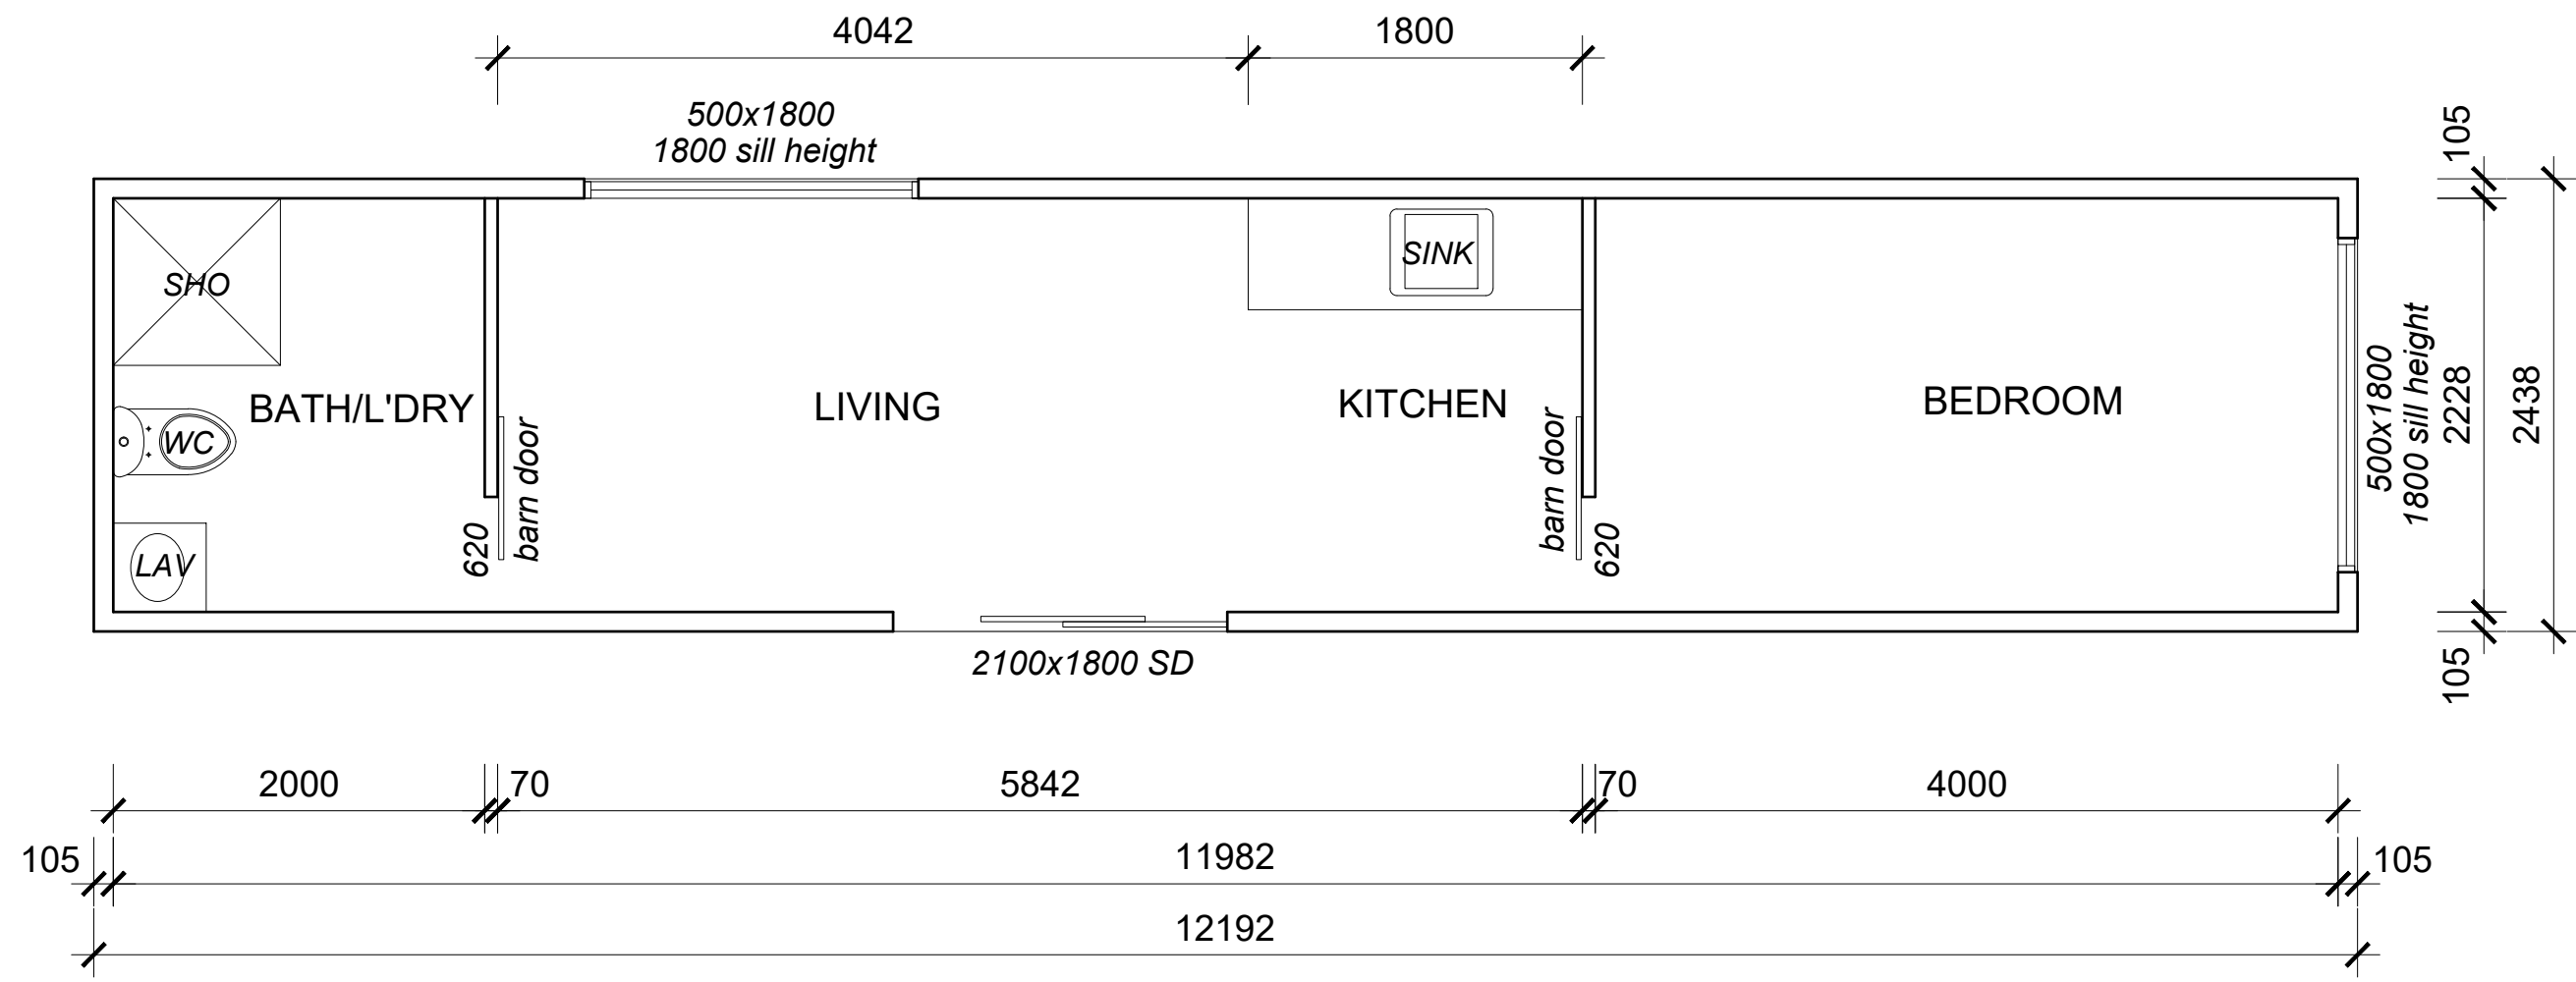 4042
1800
500x1800
1800 sill height
105
SHO
SINK
BATH/L'DRY
LIVING
KITCHEN
BEDROOM
WC
LAV
620
barn door
barn door
620
500x1800
1800 sill height
2228
2438
105
2100x1800 SD
2000
70
5842
70
4000
105
11982
105
12192